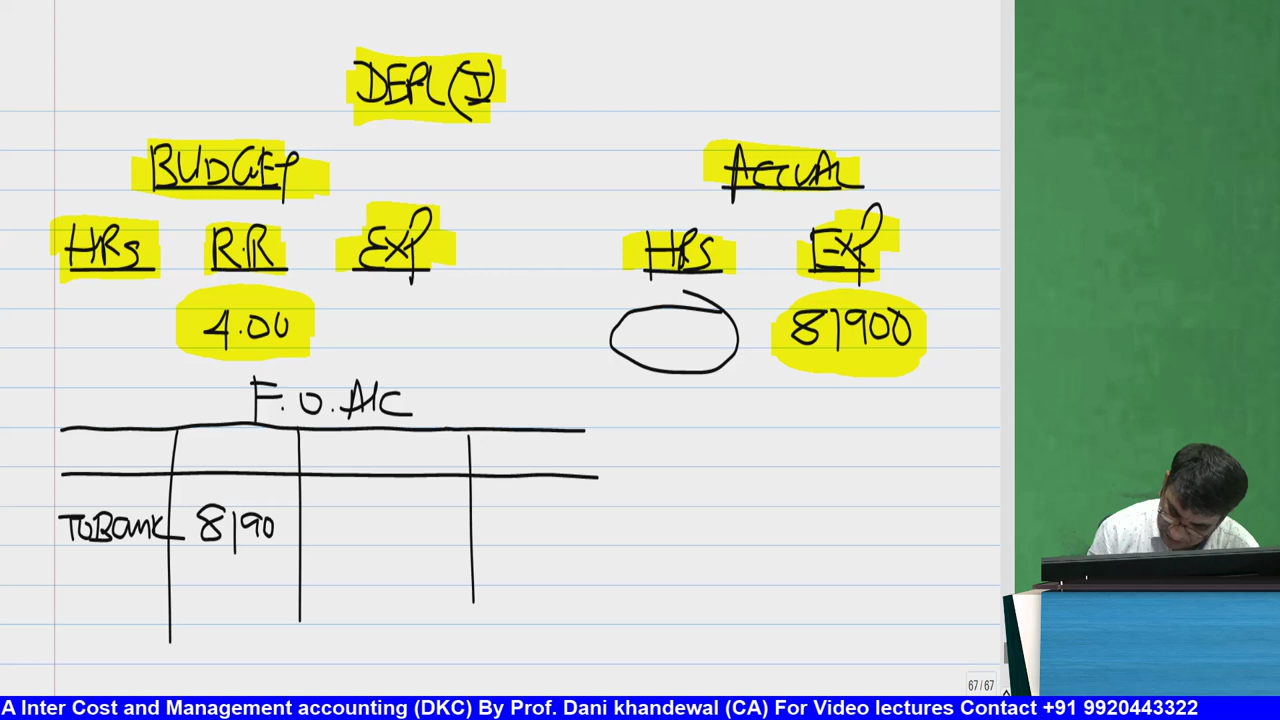 DEPL (I)
BUDGET ACTUAL
HRS R.R EXP HRS EXP
4.00 81900
F. O. A/C
To Bank 8190
67/67
A Inter Cost and Management accounting (DKC) By Prof. Dani khandewal (CA) For Video lectures Contact +91 9920443322